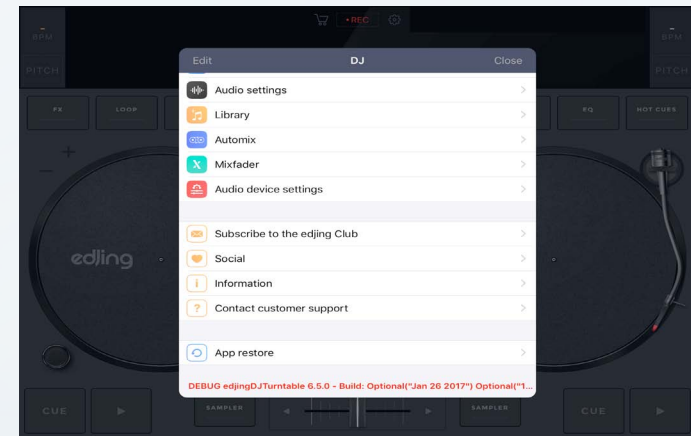 • REC
BPM
BPM
PITCH
PITCH
Edit
DJ
Close
Audio settings
Library
Automix
Mixfader
Audio device settings
Subscribe to the edjing Club
Social
Information
Contact customer support
App restore
DEBUG edjingDJTurntable 6.5.0 - Build: Optional("Jan 26 2017") Optional("1...
FX
LOOP
EQ
HOT CUES
edjing
CUE
SAMPLER
SAMPLER
CUE